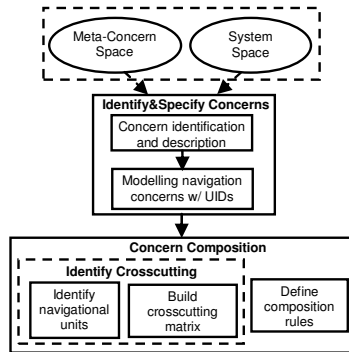 Meta-Concern
Space
System
Space
Identify&Specify Concerns
Concern identification
and description
Modelling navigation
concerns w/ UIDs
Concern Composition
Identify Crosscutting
Identify
navigational
units
Build
crosscutting
matrix
Define
composition
rules